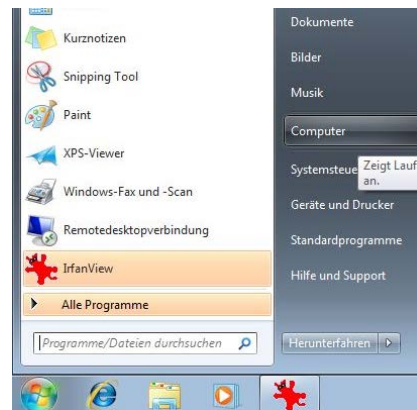 Kurznotizen
Snipping Tool
Paint
XPS-Viewer
Windows-Fax und -Scan
Remotedesktopverbindung
IrfanView
Alle Programme
Programme/Dateien durchsuchen
Dokumente
Bilder
Musik
Computer
Systemsteue
Zeigt Lauf
an.
Geräte und Drucker
Standardprogramme
Hilfe und Support
Herunterfahren